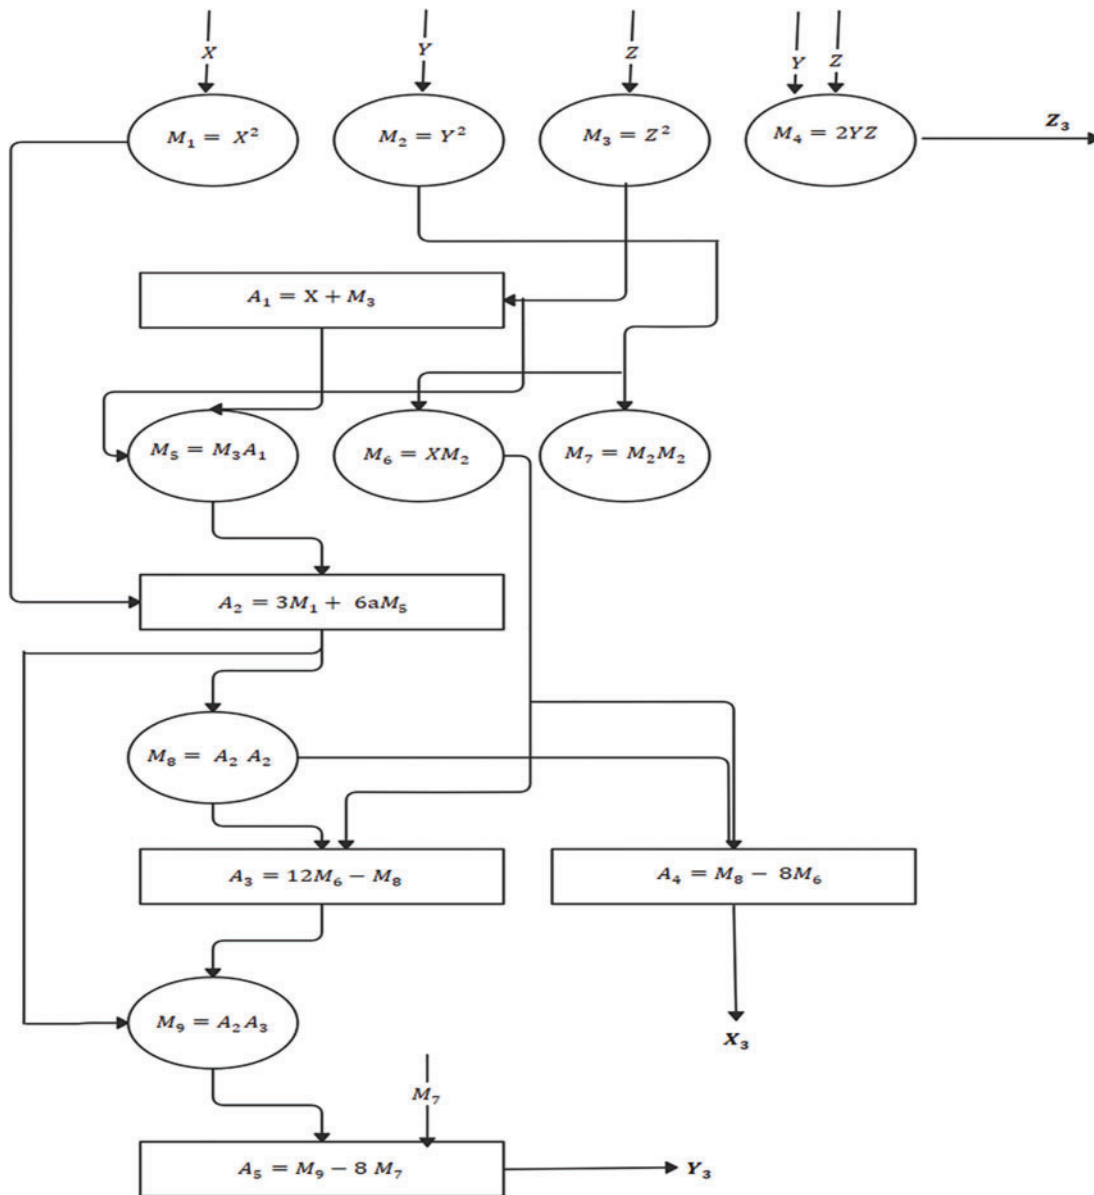 X
Y
Z
Y
Z
M₁ = X²
M₂ = Y²
M₃ = Z²
M₄ = 2YZ
Z₃
A₁ = X + M₃
M₅ = M₃A₁
M₆ = XM₂
M₇ = M₂M₂
A₂ = 3M₁ + 6aM₅
M₈ = A₂ A₂
A₃ = 12M₆ − M₈
A₄ = M₈ − 8M₆
M₉ = A₂A₃
X₃
M₇
A₅ = M₉ − 8 M₇
Y₃